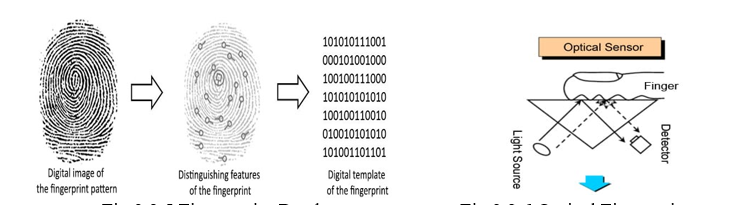 101010111001
000101001000
100100111000
101010101010
100100110010
010010101010
101001101101
Digital image of
the fingerprint pattern
Distinguishing features
of the fingerprint
Digital template
of the fingerprint
Optical Sensor
Finger
Light Source
Detector